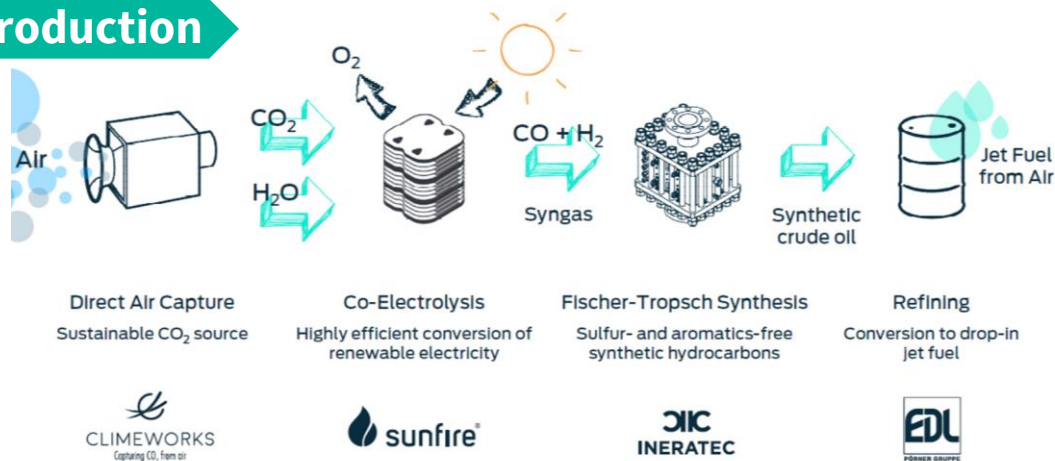 roduction
O₂
Air
CO₂
H₂O
CO + H₂
Syngas
Synthetic
crude oil
Jet Fuel
from Air
Direct Air Capture
Sustainable CO₂ source
Co-Electrolysis
Highly efficient conversion of
renewable electricity
Fischer-Tropsch Synthesis
Sulfur- and aromatics-free
synthetic hydrocarbons
Refining
Conversion to drop-in
jet fuel
CLIMEWORKS
Capturing CO₂ from air
sunfire®
INERATEC
EDL
PÖRNER GRUPPE